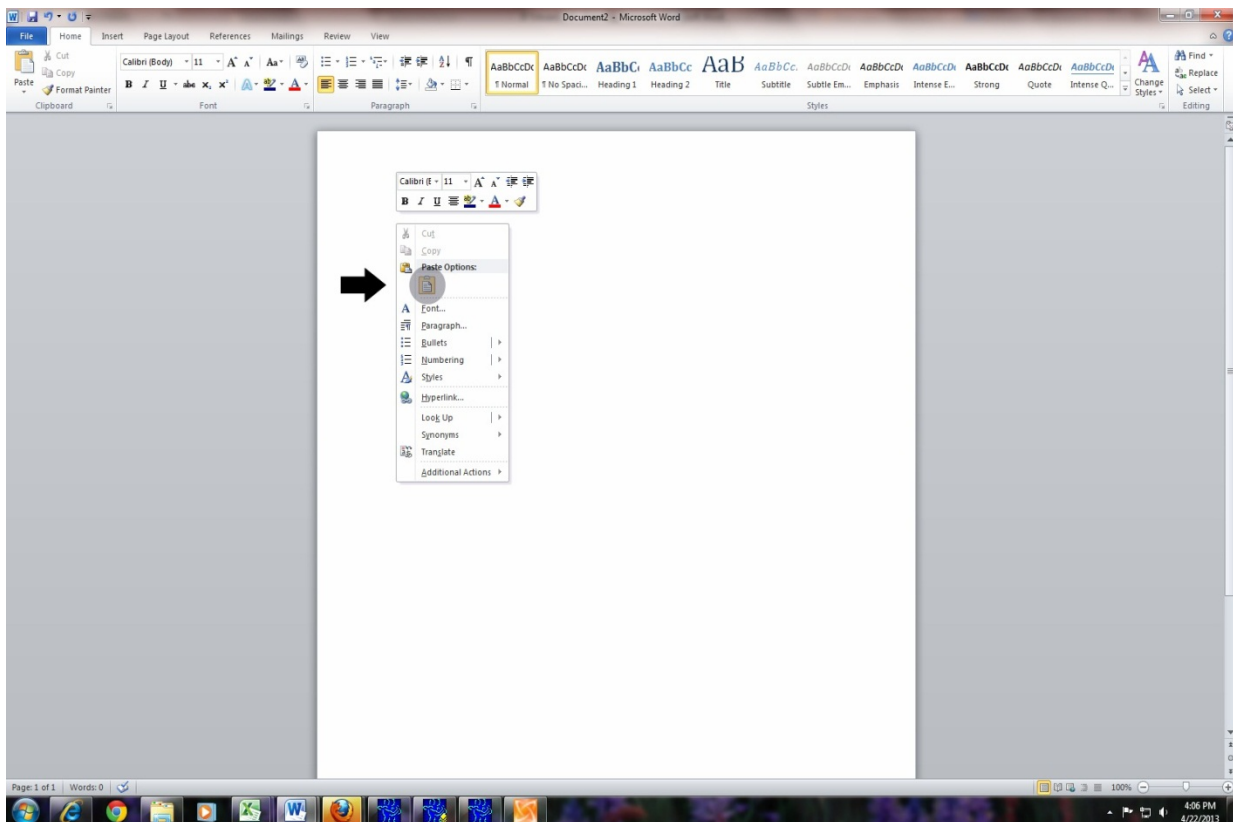 Document2 - Microsoft Word
File Home Insert Page Layout References Mailings Review View
Paste
Cut
Copy
Format Painter
Clipboard
Calibri (Body) 11 A A Aa
B I U abc x, x² A A
Font
Paragraph
AaBbCcDc AaBbCcDc AaBbC AaBbCc AaB AaBbCc. AaBbCcDc AaBbCcDc AaBbCcDc AaBbCcDc AaBbCcDc AaBbCcDc
¶ Normal ¶ No Spaci... Heading 1 Heading 2 Title Subtitle Subtle Em... Emphasis Intense E... Strong Quote Intense Q...
Styles
Change Styles
Find
Replace
Select
Editing
Calibri (E 11 A A
B I U A
Cut
Copy
Paste Options:
Font...
Paragraph...
Bullets
Numbering
Styles
Hyperlink...
Look Up
Synonyms
Translate
Additional Actions
Page: 1 of 1 Words: 0 100%
4:06 PM
4/22/2013